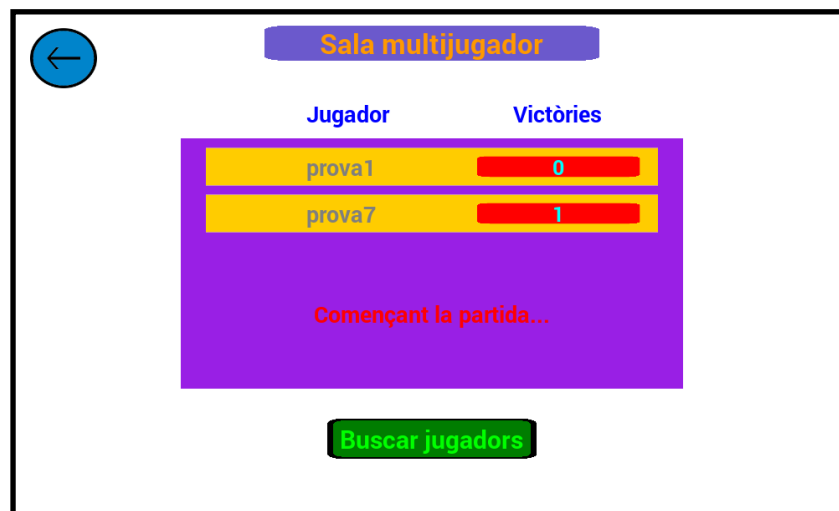 Sala multijugador
Jugador Victòries
prova1 0
prova7 1
Començant la partida...
Buscar jugadors